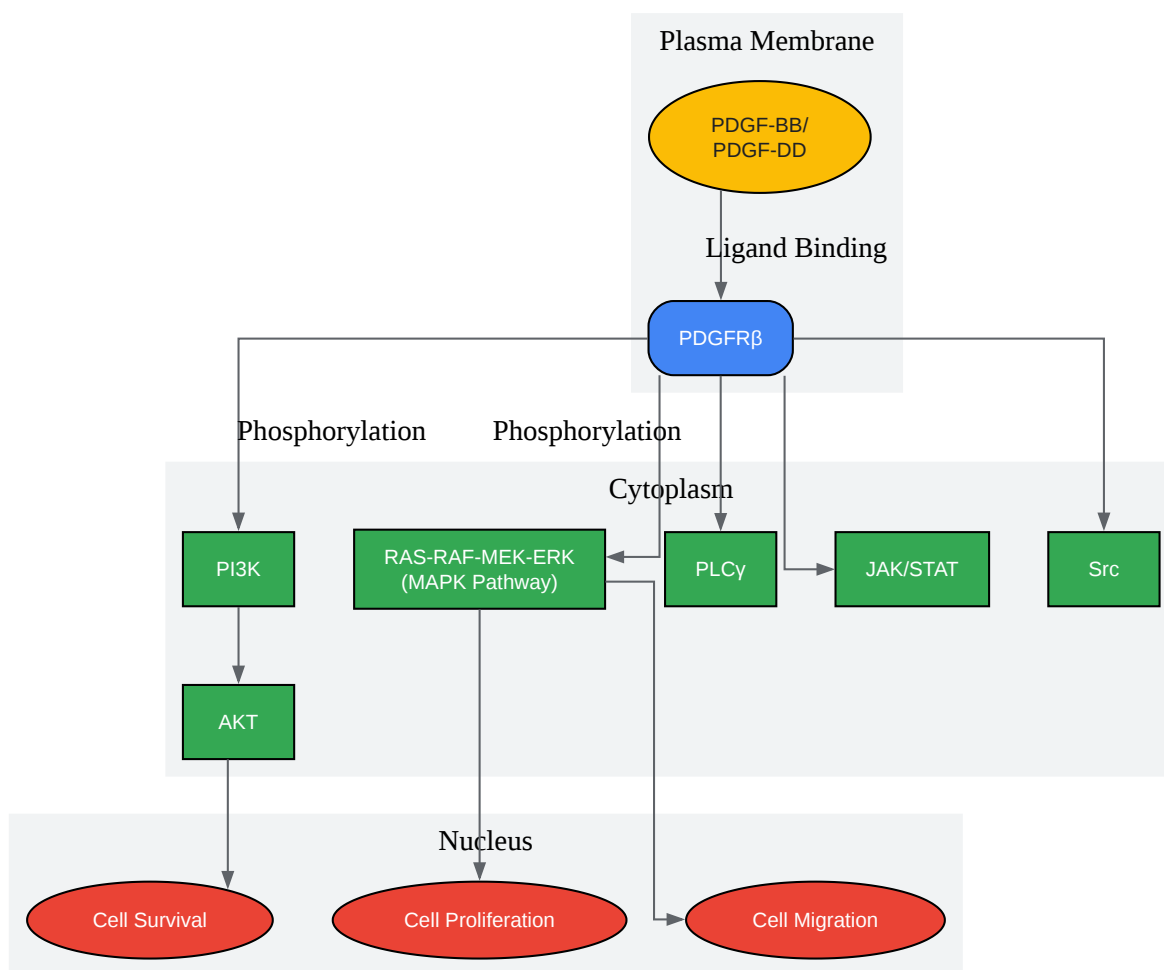 Plasma Membrane
PDGF-BB/
PDGF-DD
Ligand Binding
PDGFRβ
Phosphorylation
Phosphorylation
Cytoplasm
PI3K
RAS-RAF-MEK-ERK
(MAPK Pathway)
PLCγ
JAK/STAT
Src
AKT
Nucleus
Cell Survival
Cell Proliferation
Cell Migration